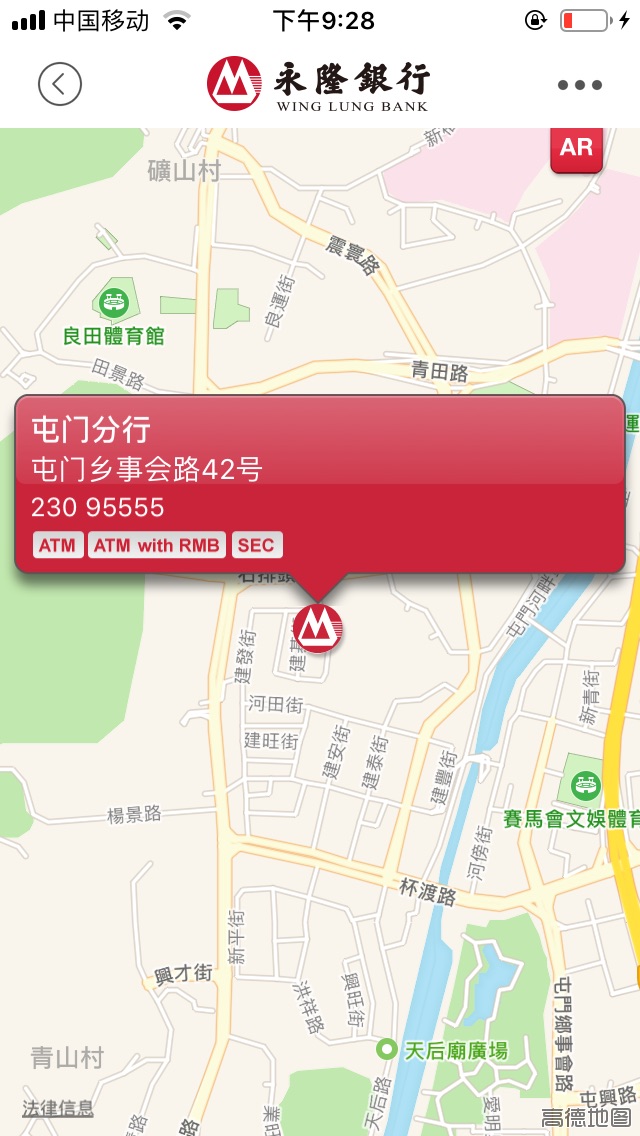 中国移动
下午9:28
永隆銀行
WING LUNG BANK
AR
礦山村
震寰路
良運街
良田體育館
田景路
青田路
屯门分行
屯门乡事会路42号
230 95555
ATM
ATM with RMB
SEC
屯門河畔
建發街
新青街
河田街
建旺街
建安街
建泰街
建豐街
楊景路
賽馬會文娛體育
河傍街
杯渡路
新平街
興才街
洪祥路
興旺街
屯門鄉事會路
天后廟廣場
青山村
天后路
屯興路
法律信息
高德地图